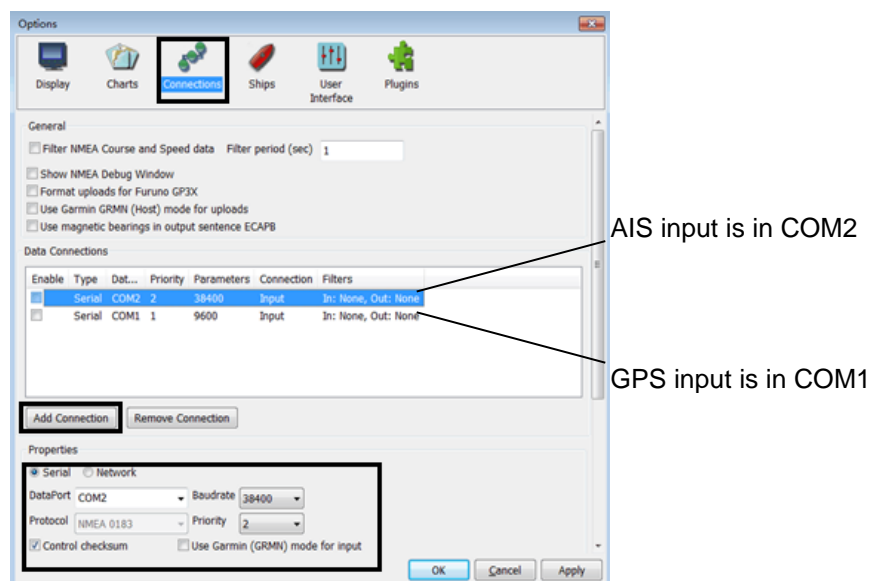 Options
Display Charts Connections Ships User Interface Plugins
General
Filter NMEA Course and Speed data Filter period (sec) 1
Show NMEA Debug Window
Format uploads for Furuno GP3X
Use Garmin GRMN (Host) mode for uploads
Use magnetic bearings in output sentence ECAPB
AIS input is in COM2
Data Connections
Enable Type Dat... Priority Parameters Connection Filters
Serial COM2 2 38400 Input In: None, Out: None
Serial COM1 1 9600 Input In: None, Out: None
GPS input is in COM1
Add Connection Remove Connection
Properties
Serial Network
DataPort COM2 Baudrate 38400
Protocol NMEA 0183 Priority 2
Control checksum Use Garmin (GRMN) mode for input
OK Cancel Apply